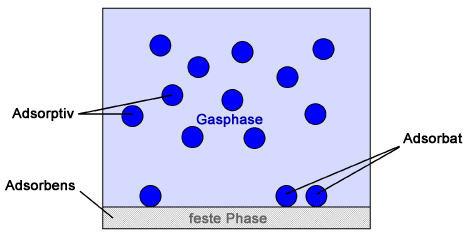 Adsorptiv
Gasphase
Adsorbat
Adsorbens
feste Phase